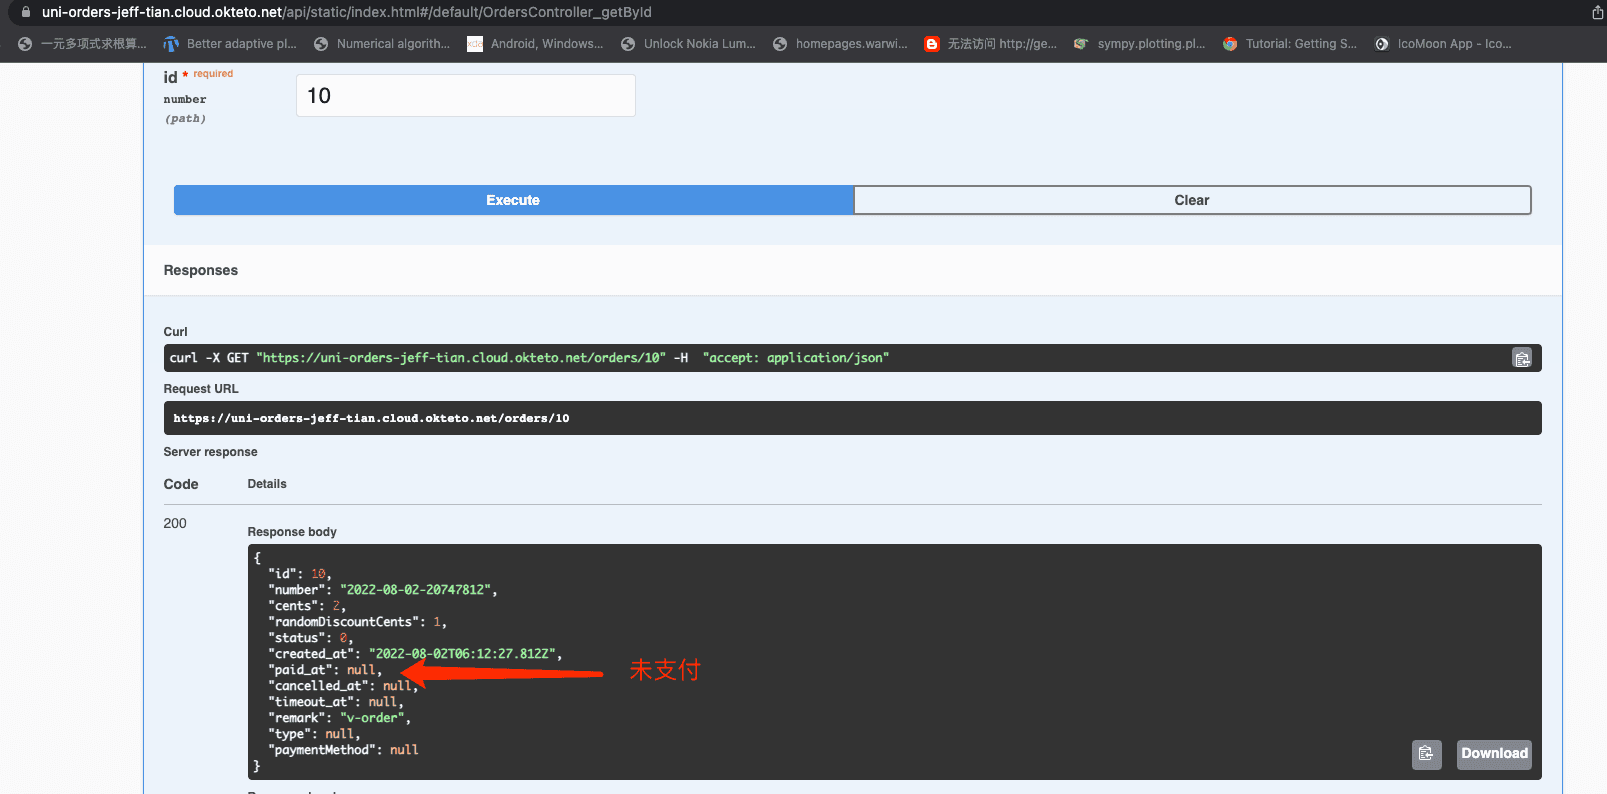 uni-orders-jeff-tian.cloud.okteto.net/api/static/index.html#/default/OrdersController_getById
一元多项式求根算... Better adaptive pl... Numerical algorith... xda Android, Windows... Unlock Nokia Lum... homepages.warwi... 无法访问 http://ge... sympy.plotting.pl... Tutorial: Getting S... IcoMoon App - Ico...
id * required
number
(path)
10
Execute Clear
Responses
Curl
curl -X GET "https://uni-orders-jeff-tian.cloud.okteto.net/orders/10" -H "accept: application/json"
Request URL
https://uni-orders-jeff-tian.cloud.okteto.net/orders/10
Server response
Code Details
200
Response body
{
"id": 10,
"number": "2022-08-02-20747812",
"cents": 2,
"randomDiscountCents": 1,
"status": 0,
"created_at": "2022-08-02T06:12:27.812Z",
"paid_at": null, 未支付
"cancelled_at": null,
"timeout_at": null,
"remark": "v-order",
"type": null,
"paymentMethod": null
}
Download